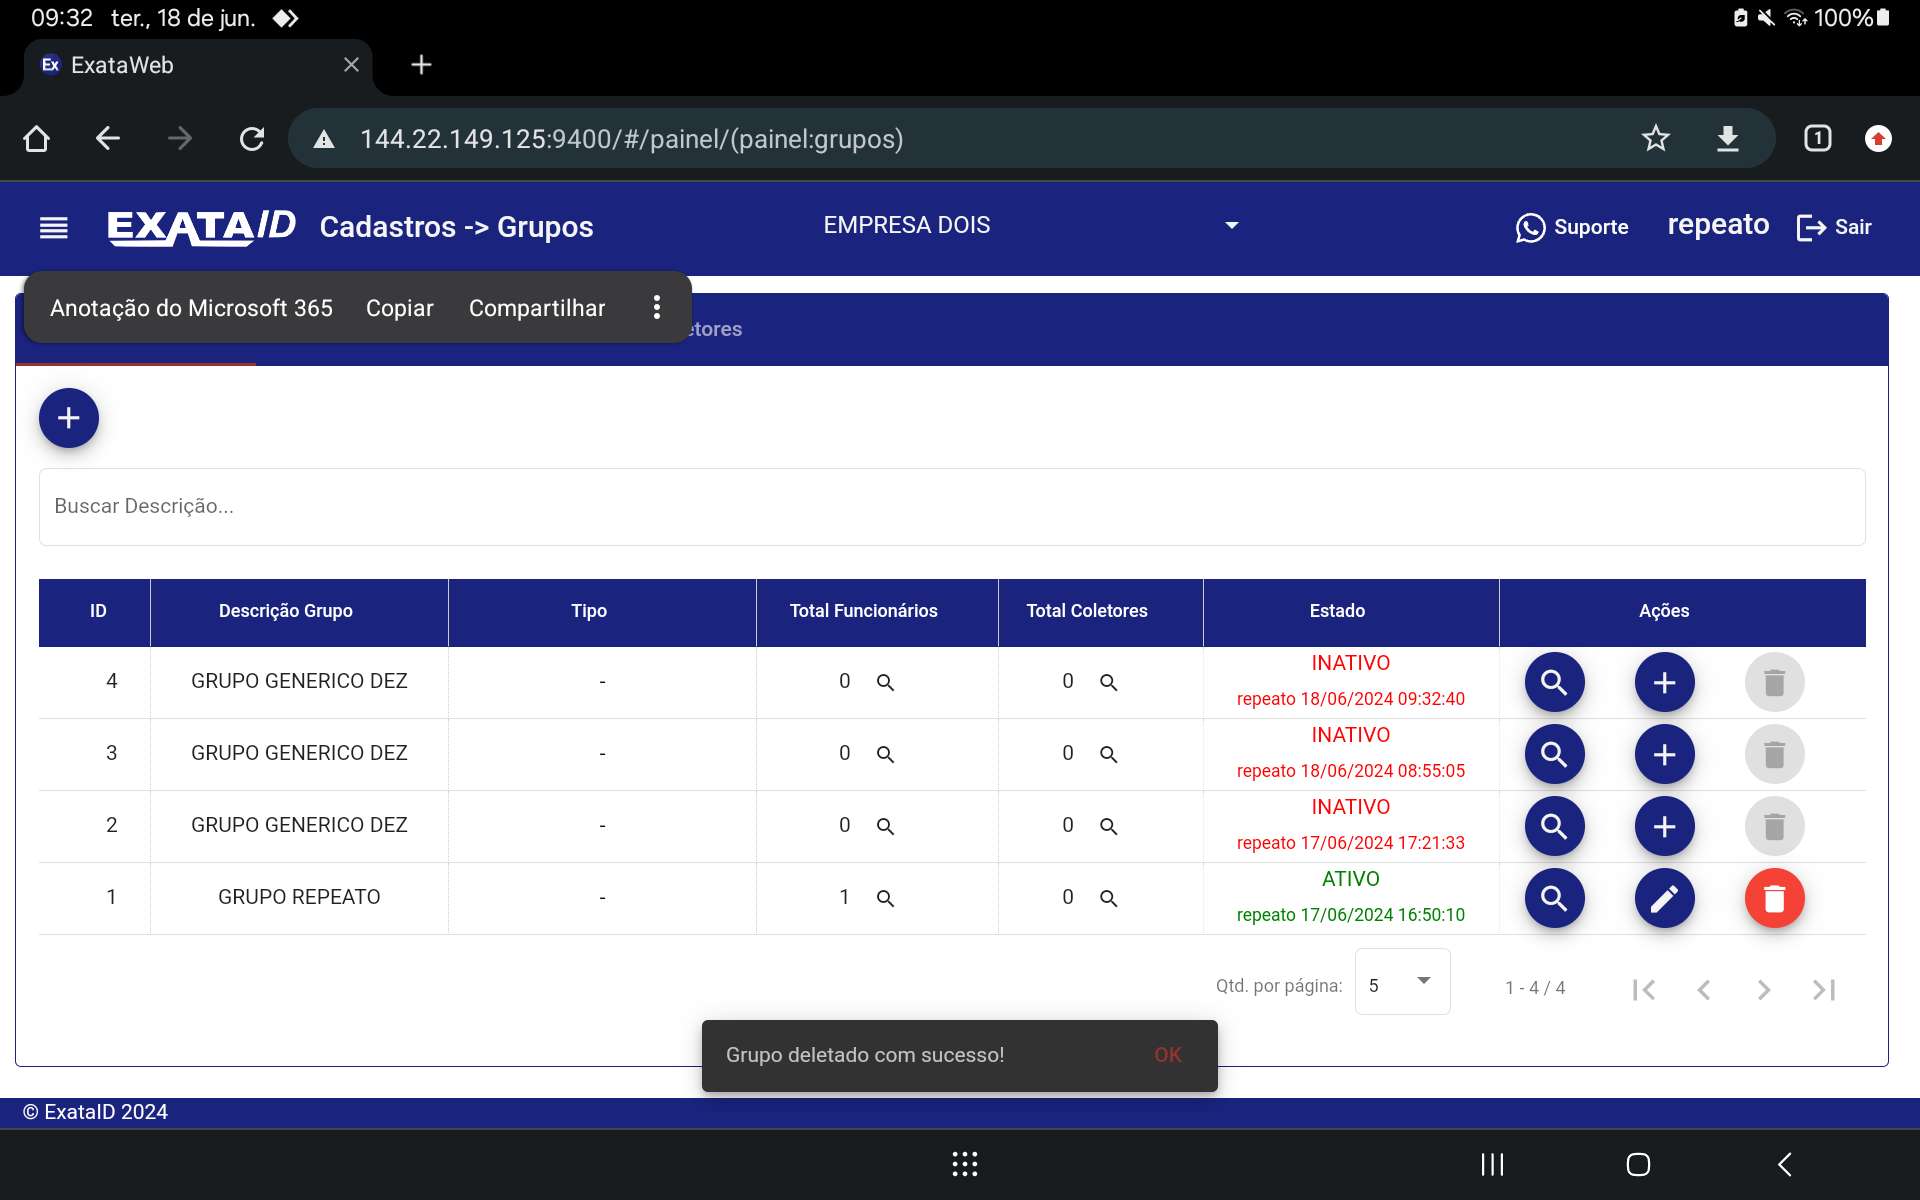 09:32 ter., 18 de jun.
100%
Ex ExataWeb
144.22.149.125:9400/#/painel/(painel:grupos)
1
EXATAID Cadastros -> Grupos
EMPRESA DOIS
Suporte
repeato
Sair
Anotação do Microsoft 365 Copiar Compartilhar
etores
Buscar Descrição...
ID Descrição Grupo Tipo Total Funcionários Total Coletores Estado Ações
4 GRUPO GENERICO DEZ - 0 0 INATIVO
repeato 18/06/2024 09:32:40
3 GRUPO GENERICO DEZ - 0 0 INATIVO
repeato 18/06/2024 08:55:05
2 GRUPO GENERICO DEZ - 0 0 INATIVO
repeato 17/06/2024 17:21:33
1 GRUPO REPEATO - 1 0 ATIVO
repeato 17/06/2024 16:50:10
Qtd. por página: 5 1 - 4 / 4
Grupo deletado com sucesso! OK
© ExataID 2024